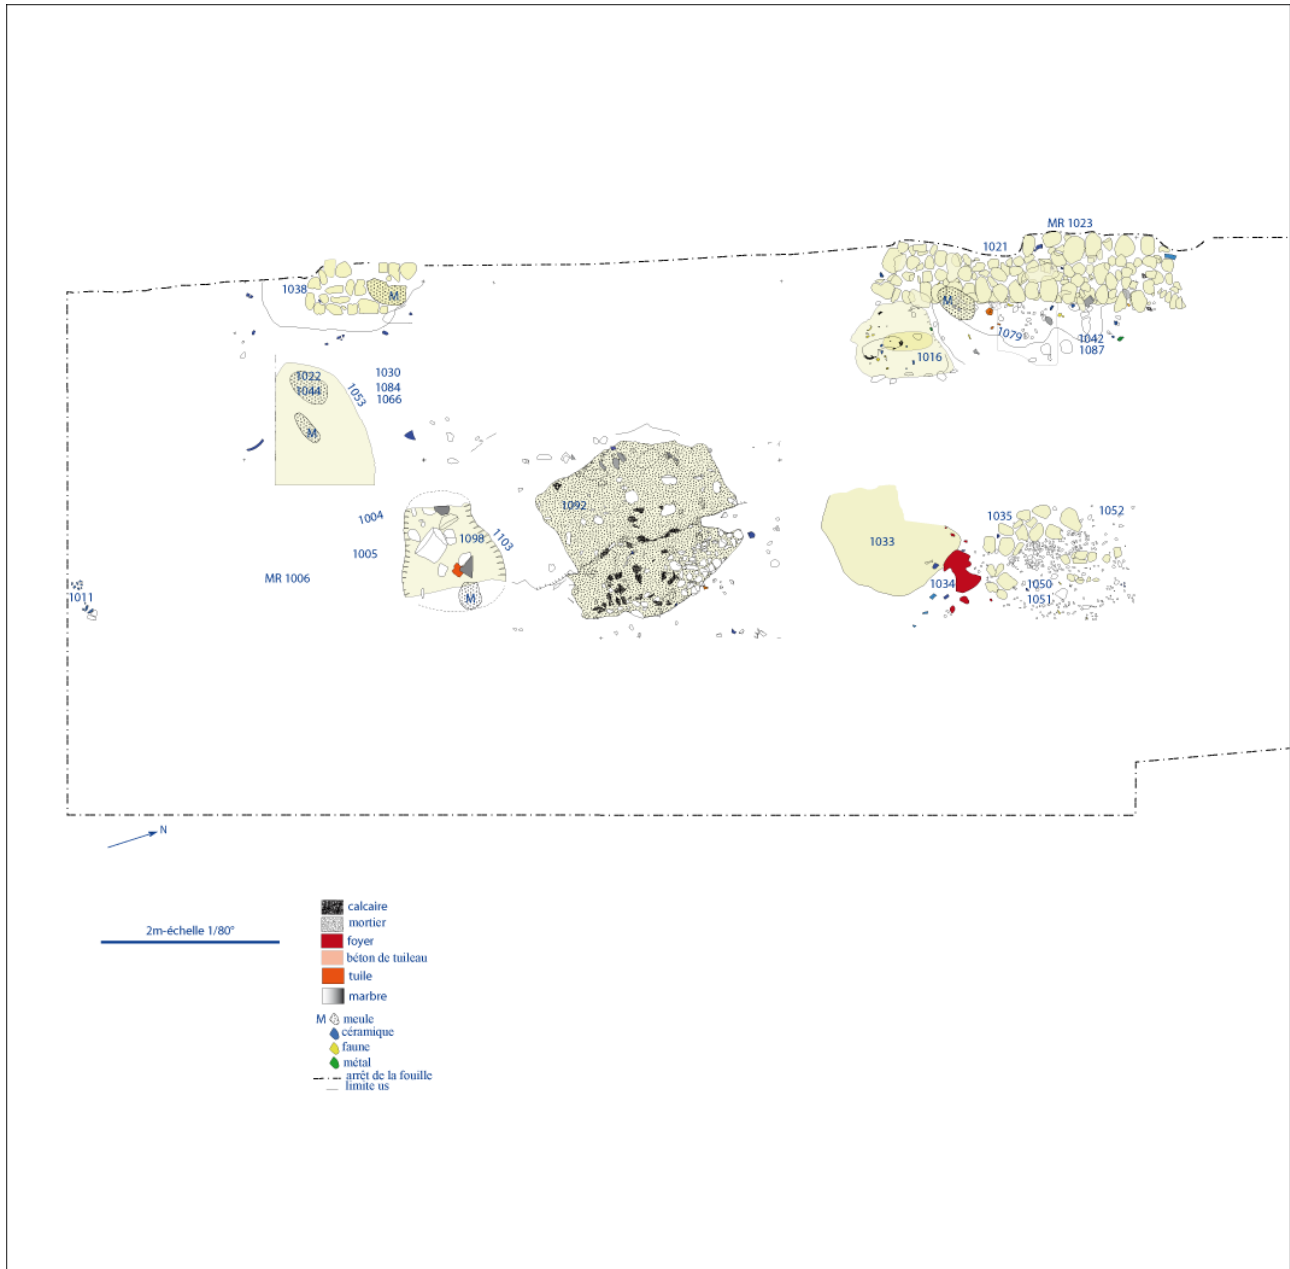 MR 1023
1021
1038
M
M
1079
1042
1087
1016
1022
1044
1053
1030
1084
1066
M
1092
1004
1005
MR 1006
1098
1103
M
1011
1033
1034
1035
1052
1050
1051
N
2m-échelle 1/80°
calcaire
mortier
foyer
béton de tuileau
tuile
marbre
M meule
céramique
faune
métal
arrêt de la fouille
limite us